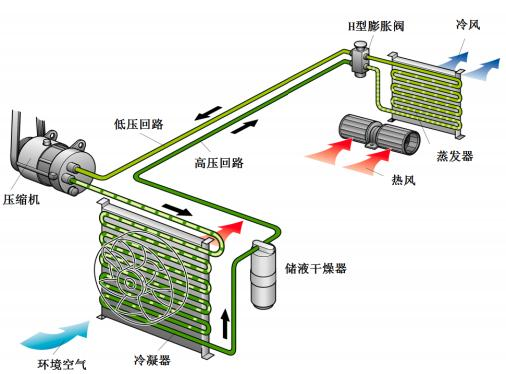 H型膨胀阀
冷风
低压回路
高压回路
蒸发器
热风
压缩机
储液干燥器
环境空气
冷凝器